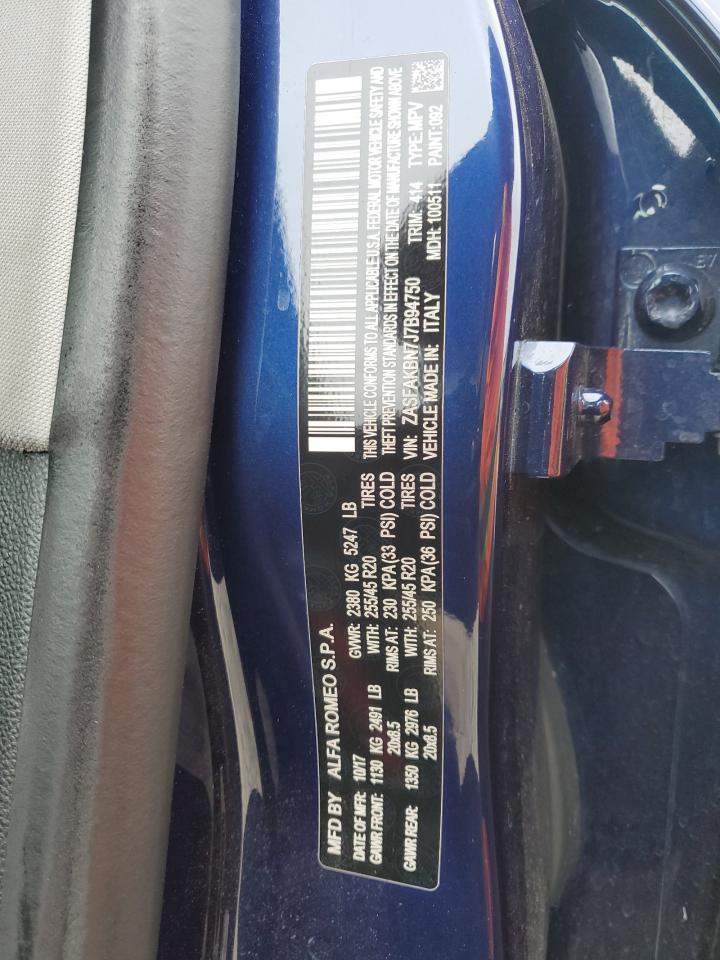 MFD BY ALFA ROMEO S.P.A.
DATE OF MFR: 10/17 GVWR: 2380 KG 5247 LB
GAWR FRONT: 1130 KG 2491 LB WITH: 255/45 R20 TIRES
20x8.5 RIMS AT: 230 KPA(33 PSI) COLD
GAWR REAR: 1350 KG 2976 LB WITH: 255/45 R20 TIRES
20x8.5 RIMS AT: 250 KPA(36 PSI) COLD
THIS VEHICLE CONFORMS TO ALL APPLICABLE U.S.A. FEDERAL MOTOR VEHICLE SAFETY AND
THEFT PREVENTION STANDARDS IN EFFECT ON THE DATE OF MANUFACTURE SHOWN ABOVE
VIN: ZASFAKBN7J7B94750 TRIM: 414 TYPE: MPV
VEHICLE MADE IN: ITALY MDH: 100511 PAINT: 092